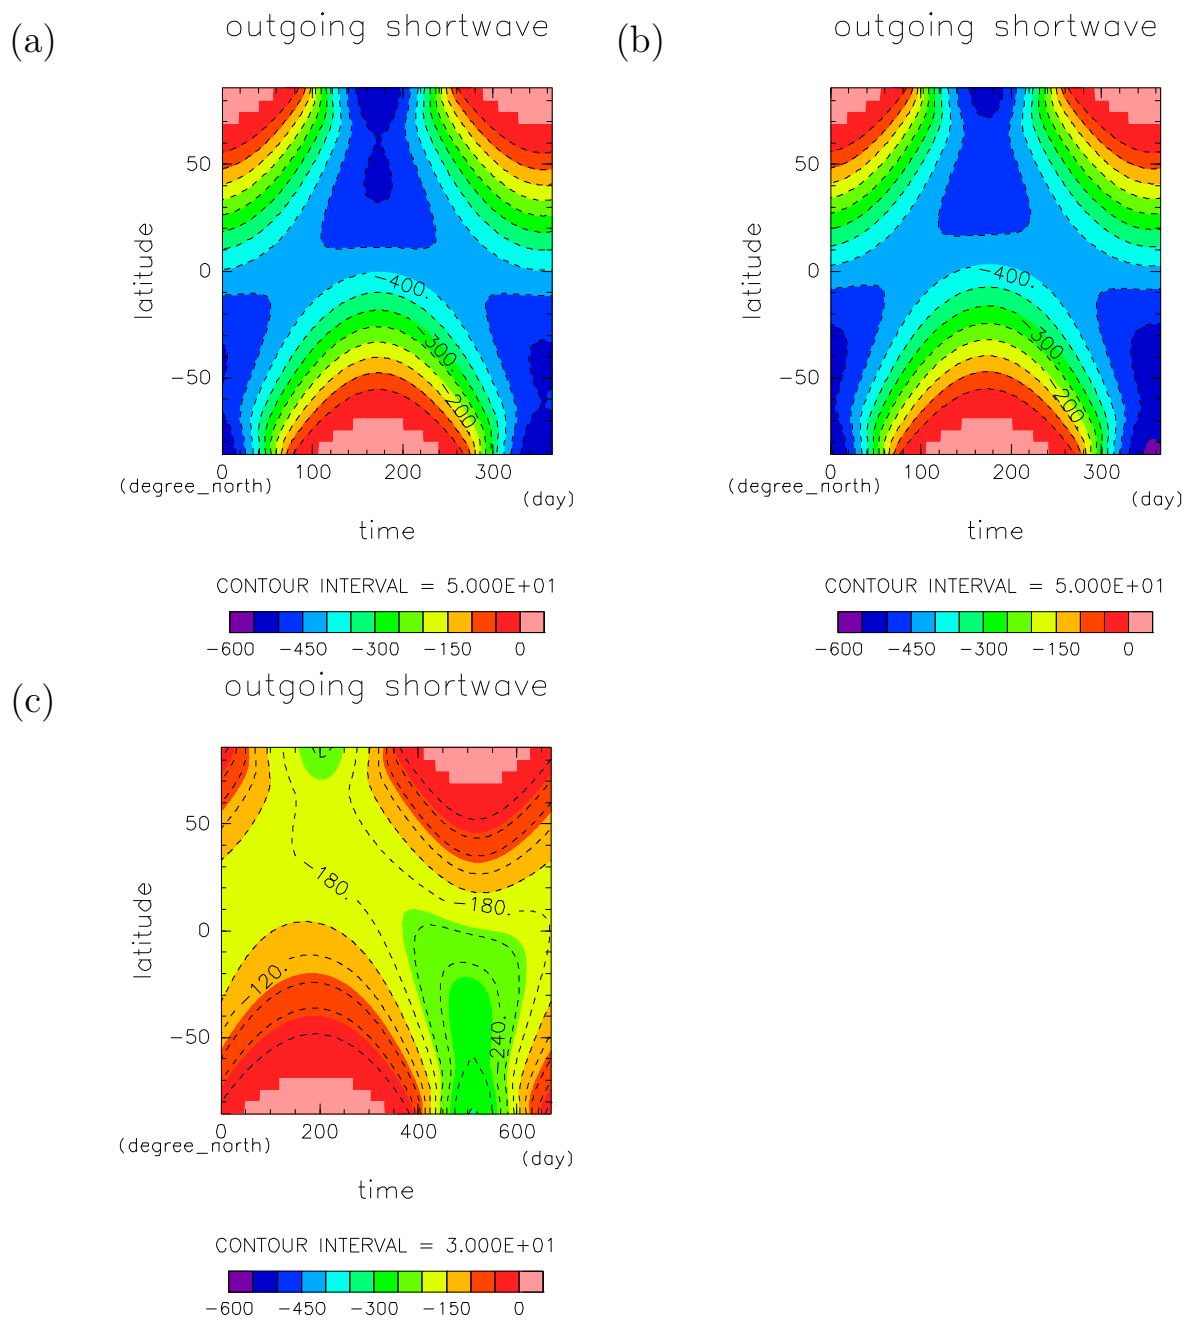 (a)
outgoing shortwave
50
0
−50
latitude
−400.
−300.
−200
0 100 200 300
(degree_north)
(day)
time
CONTOUR INTERVAL = 5.000E+01
−600 −450 −300 −150 0
(b)
outgoing shortwave
50
0
−50
latitude
−400.
−300.
−200
0 100 200 300
(degree_north)
(day)
time
CONTOUR INTERVAL = 5.000E+01
−600 −450 −300 −150 0
(c)
outgoing shortwave
50
0
−50
latitude
−180.
−180.
−120.
−240.
0 200 400 600
(degree_north)
(day)
time
CONTOUR INTERVAL = 3.000E+01
−600 −450 −300 −150 0